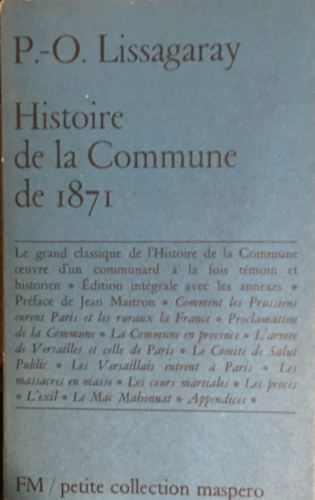 P.-O. Lissagaray
Histoire
de la Commune
de 1871
Le grand classique de l'Histoire de la Commune
œuvre d'un communard à la fois témoin et
historien * Édition intégrale avec les annexes *
Préface de Jean Maitron * Comment les Prussiens
eurent Paris et les ruraux la France * Proclamation
de la Commune * La Commune en province * L'armée
de Versailles et celle de Paris * Le Comité de Salut
Public * Les Versaillais entrent à Paris * Les
massacres en masse * Les cours martiales * Les procès
* L'exil * Le Mac Mahonnat * Appendices *
FM / petite collection maspero